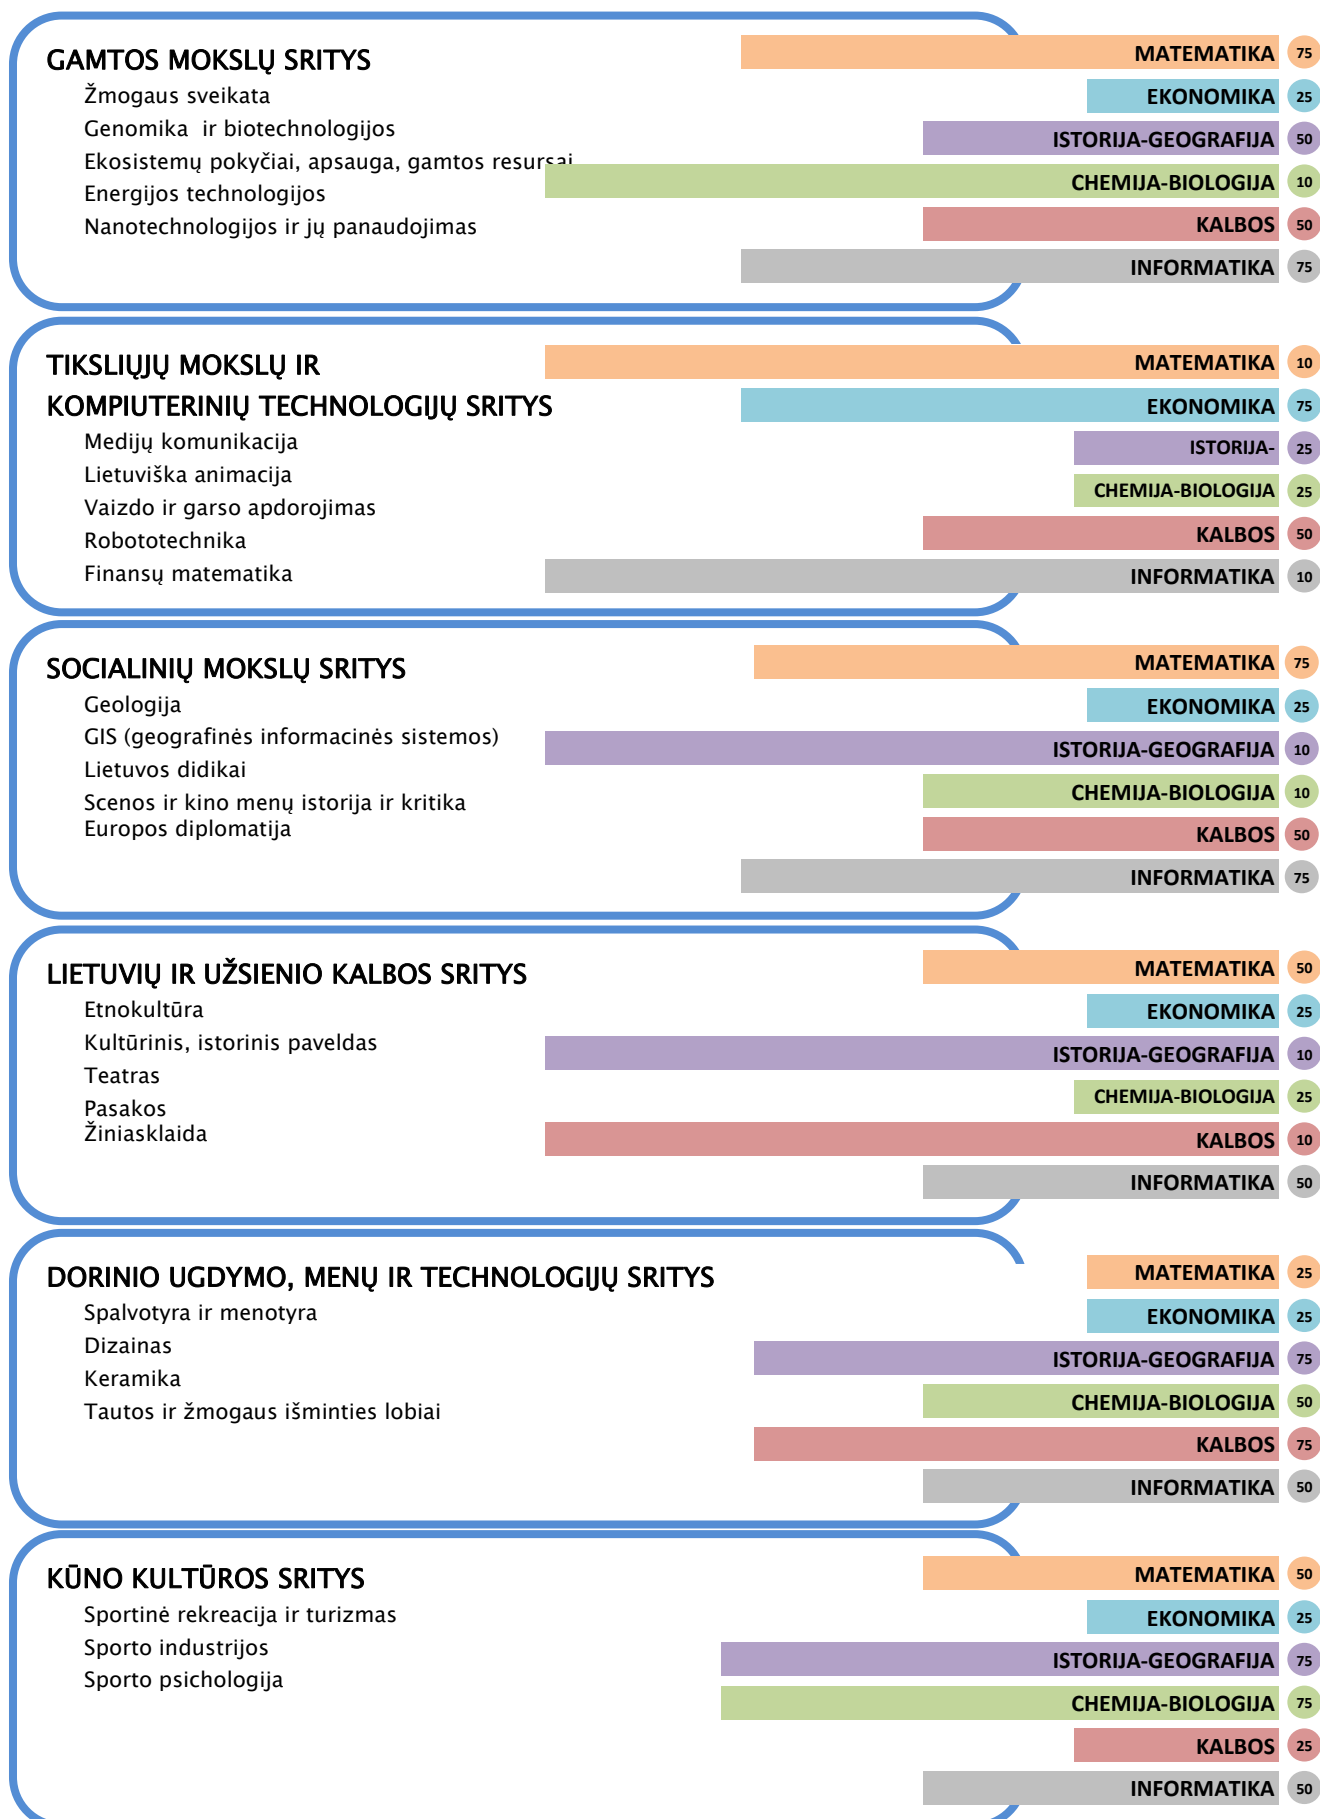 GAMTOS MOKSLŲ SRITYS
Žmogaus sveikata
Genomika ir biotechnologijos
Ekosistemų pokyčiai, apsauga, gamtos resursai
Energijos technologijos
Nanotechnologijos ir jų panaudojimas
MATEMATIKA 75
EKONOMIKA 25
ISTORIJA-GEOGRAFIJA 50
CHEMIJA-BIOLOGIJA 10
KALBOS 50
INFORMATIKA 75
TIKSLIŲJŲ MOKSLŲ IR
KOMPIUTERINIŲ TECHNOLOGIJŲ SRITYS
Medijų komunikacija
Lietuviška animacija
Vaizdo ir garso apdorojimas
Robototechnika
Finansų matematika
MATEMATIKA 10
EKONOMIKA 75
ISTORIJA- 25
CHEMIJA-BIOLOGIJA 25
KALBOS 50
INFORMATIKA 10
SOCIALINIŲ MOKSLŲ SRITYS
Geologija
GIS (geografinės informacinės sistemos)
Lietuvos didikai
Scenos ir kino menų istorija ir kritika
Europos diplomatija
MATEMATIKA 75
EKONOMIKA 25
ISTORIJA-GEOGRAFIJA 10
CHEMIJA-BIOLOGIJA 10
KALBOS 50
INFORMATIKA 75
LIETUVIŲ IR UŽSIENIO KALBOS SRITYS
Etnokultūra
Kultūrinis, istorinis paveldas
Teatras
Pasakos
Žiniasklaida
MATEMATIKA 50
EKONOMIKA 25
ISTORIJA-GEOGRAFIJA 10
CHEMIJA-BIOLOGIJA 25
KALBOS 10
INFORMATIKA 50
DORINIO UGDYMO, MENŲ IR TECHNOLOGIJŲ SRITYS
Spalvotyra ir menotyra
Dizainas
Keramika
Tautos ir žmogaus išminties lobiai
MATEMATIKA 25
EKONOMIKA 25
ISTORIJA-GEOGRAFIJA 75
CHEMIJA-BIOLOGIJA 50
KALBOS 75
INFORMATIKA 50
KŪNO KULTŪROS SRITYS
Sportinė rekreacija ir turizmas
Sporto industrijos
Sporto psichologija
MATEMATIKA 50
EKONOMIKA 25
ISTORIJA-GEOGRAFIJA 75
CHEMIJA-BIOLOGIJA 75
KALBOS 25
INFORMATIKA 50